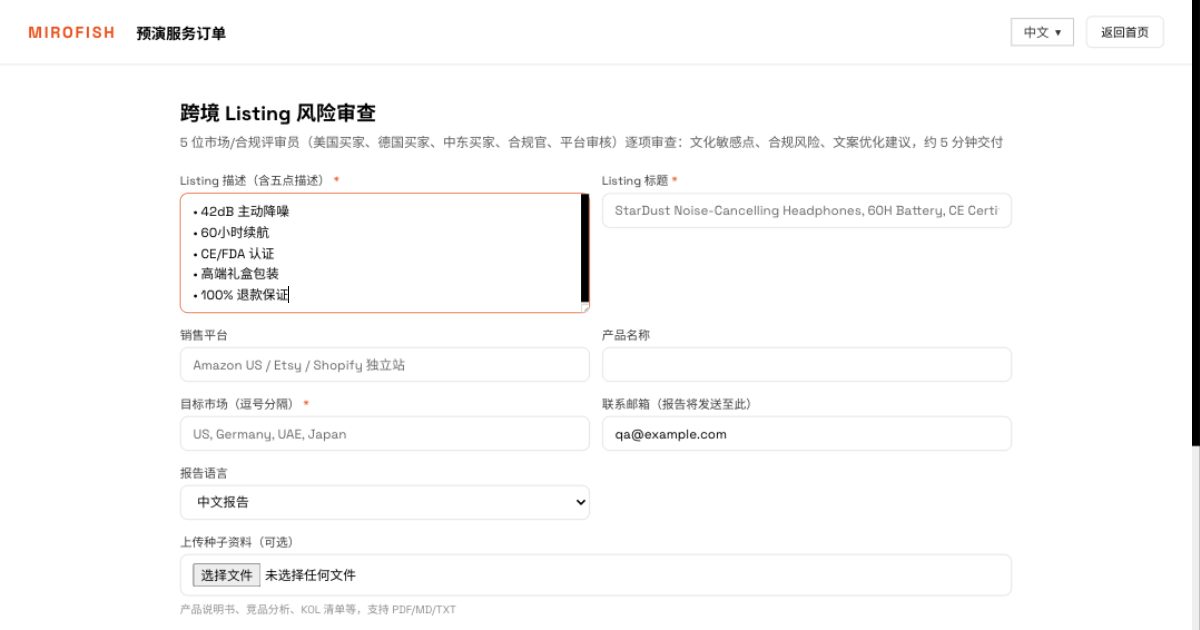 MIROFISH 预演服务订单
中文 ▼ 返回首页
跨境 Listing 风险审查
5 位市场/合规评审员（美国买家、德国买家、中东买家、合规官、平台审核）逐项审查：文化敏感点、合规风险、文案优化建议，约 5 分钟交付
Listing 描述（含五点描述） *
• 42dB 主动降噪
• 60小时续航
• CE/FDA 认证
• 高端礼盒包装
• 100% 退款保证
Listing 标题 *
StarDust Noise-Cancelling Headphones, 60H Battery, CE Certi
销售平台
Amazon US / Etsy / Shopify 独立站
产品名称
目标市场（逗号分隔） *
US, Germany, UAE, Japan
联系邮箱（报告将发送至此）
qa@example.com
报告语言
中文报告
上传种子资料（可选）
选择文件 未选择任何文件
产品说明书、竞品分析、KOL 清单等，支持 PDF/MD/TXT